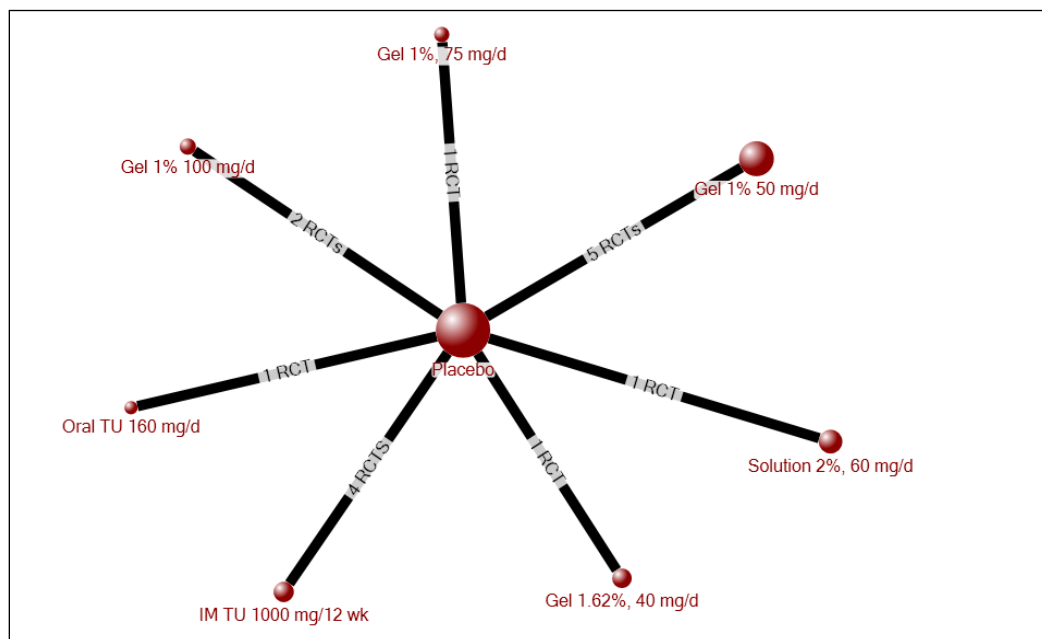 Gel 1%, 75 mg/d
Gel 1% 100 mg/d
1 RCT
Gel 1% 50 mg/d
2 RCTs
5 RCTs
Placebo
1 RCT
1 RCT
Oral TU 160 mg/d
4 RCTS
1 RCT
Solution 2%, 60 mg/d
IM TU 1000 mg/12 wk
Gel 1.62%, 40 mg/d